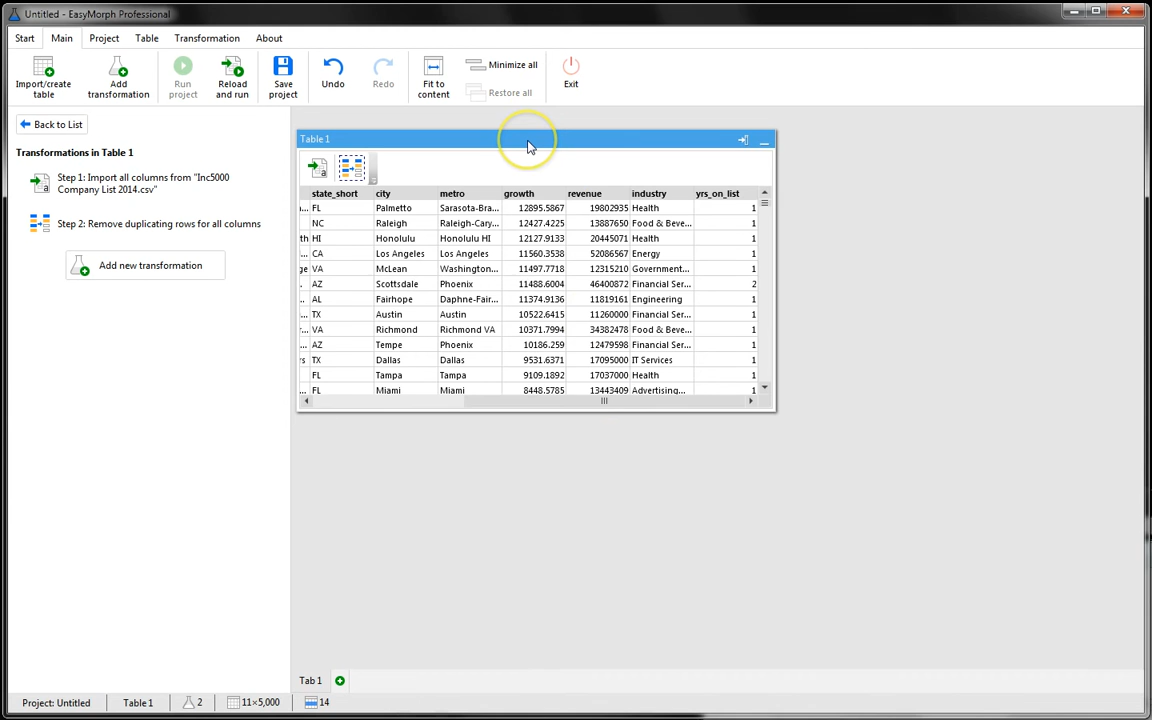 Untitled - EasyMorph Professional
Start Main Project Table Transformation About
Import/create table
Add transformation
Run project
Reload and run
Save project
Undo
Redo
Fit to content
Minimize all
Restore all
Exit
Back to List
Transformations in Table 1
Step 1: Import all columns from "Inc5000
Company List 2014.csv"
Step 2: Remove duplicating rows for all columns
Add new transformation
Table 1
state_short city metro growth revenue industry yrs_on_list
... FL Palmetto Sarasota-Bra... 12895.5867 19802935 Health 1
NC Raleigh Raleigh-Cary... 12427.4225 13887650 Food & Beve... 1
th HI Honolulu Honolulu HI 12127.9133 20445071 Health 1
... CA Los Angeles Los Angeles 11560.3538 52086567 Energy 1
ge VA McLean Washington... 11497.7718 12315210 Government... 1
. AZ Scottsdale Phoenix 11488.6004 46400872 Financial Ser... 2
... AL Fairhope Daphne-Fair... 11374.9136 11819161 Engineering 1
TX Austin Austin 10522.6415 11260000 Financial Ser... 1
r... VA Richmond Richmond VA 10371.7994 34382478 Food & Beve... 1
... AZ Tempe Phoenix 10186.259 12479598 Financial Ser... 1
rs TX Dallas Dallas 9531.6371 17095000 IT Services 1
FL Tampa Tampa 9109.1892 17037000 Health 1
... FL Miami Miami 8448.5785 13443409 Advertising... 1
Tab 1
Project: Untitled Table 1 2 11×5,000 14